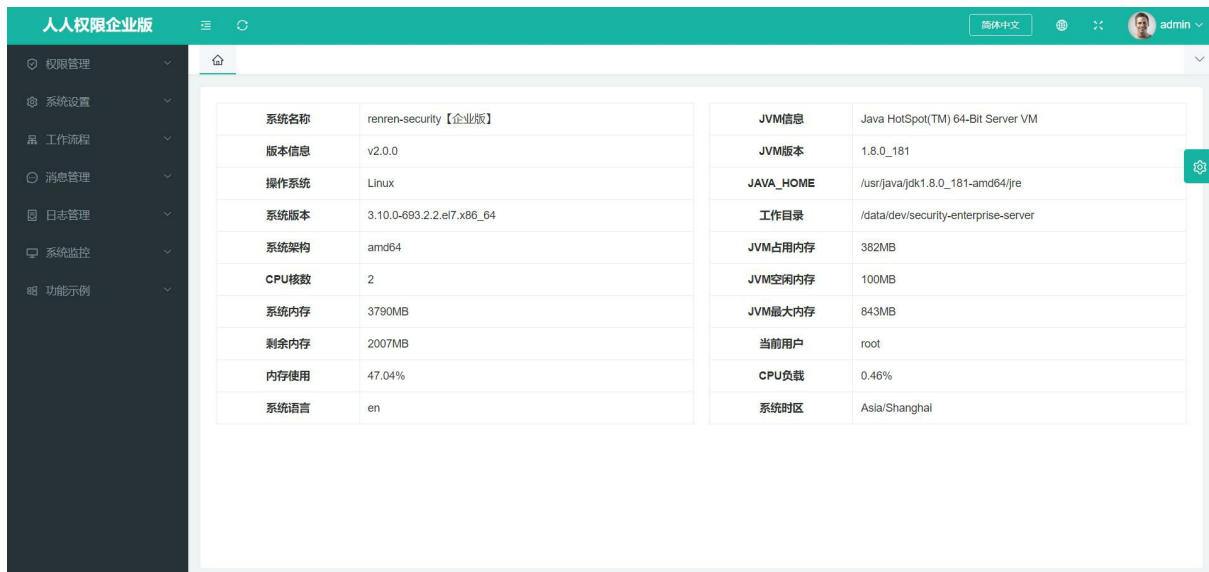 人人权限企业版
简体中文
admin
权限管理
系统设置
工作流程
消息管理
日志管理
系统监控
功能示例
系统名称 renren-security【企业版】
版本信息 v2.0.0
操作系统 Linux
系统版本 3.10.0-693.2.2.el7.x86_64
系统架构 amd64
CPU核数 2
系统内存 3790MB
剩余内存 2007MB
内存使用 47.04%
系统语言 en
JVM信息 Java HotSpot(TM) 64-Bit Server VM
JVM版本 1.8.0_181
JAVA_HOME /usr/java/jdk1.8.0_181-amd64/jre
工作目录 /data/dev/security-enterprise-server
JVM占用内存 382MB
JVM空闲内存 100MB
JVM最大内存 843MB
当前用户 root
CPU负载 0.46%
系统时区 Asia/Shanghai